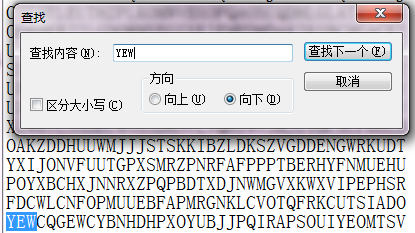 查找
查找内容(N):
YEW
查找下一个(F)
方向
取消
区分大小写(C)
向上(U)
向下(D)
OAKZDDHUUWMJJJSTSKKIBZLDKSZVGDDENGWRKUDT
YXIJONVFUUTGPXSMRZPNRFAFPPPTBERHYFNMUEHU
POYXBCHXJNNRXZPQPBDTXDJNWMGVXKWXVIPEPHSR
FDCWLCNFOPMUUEBFAPMRGNKLCVOTQFRKCUTSIADO
YEWCQGEWCYBNHDHPXOYUBJJPQIRAPSOUIYEOMTSV